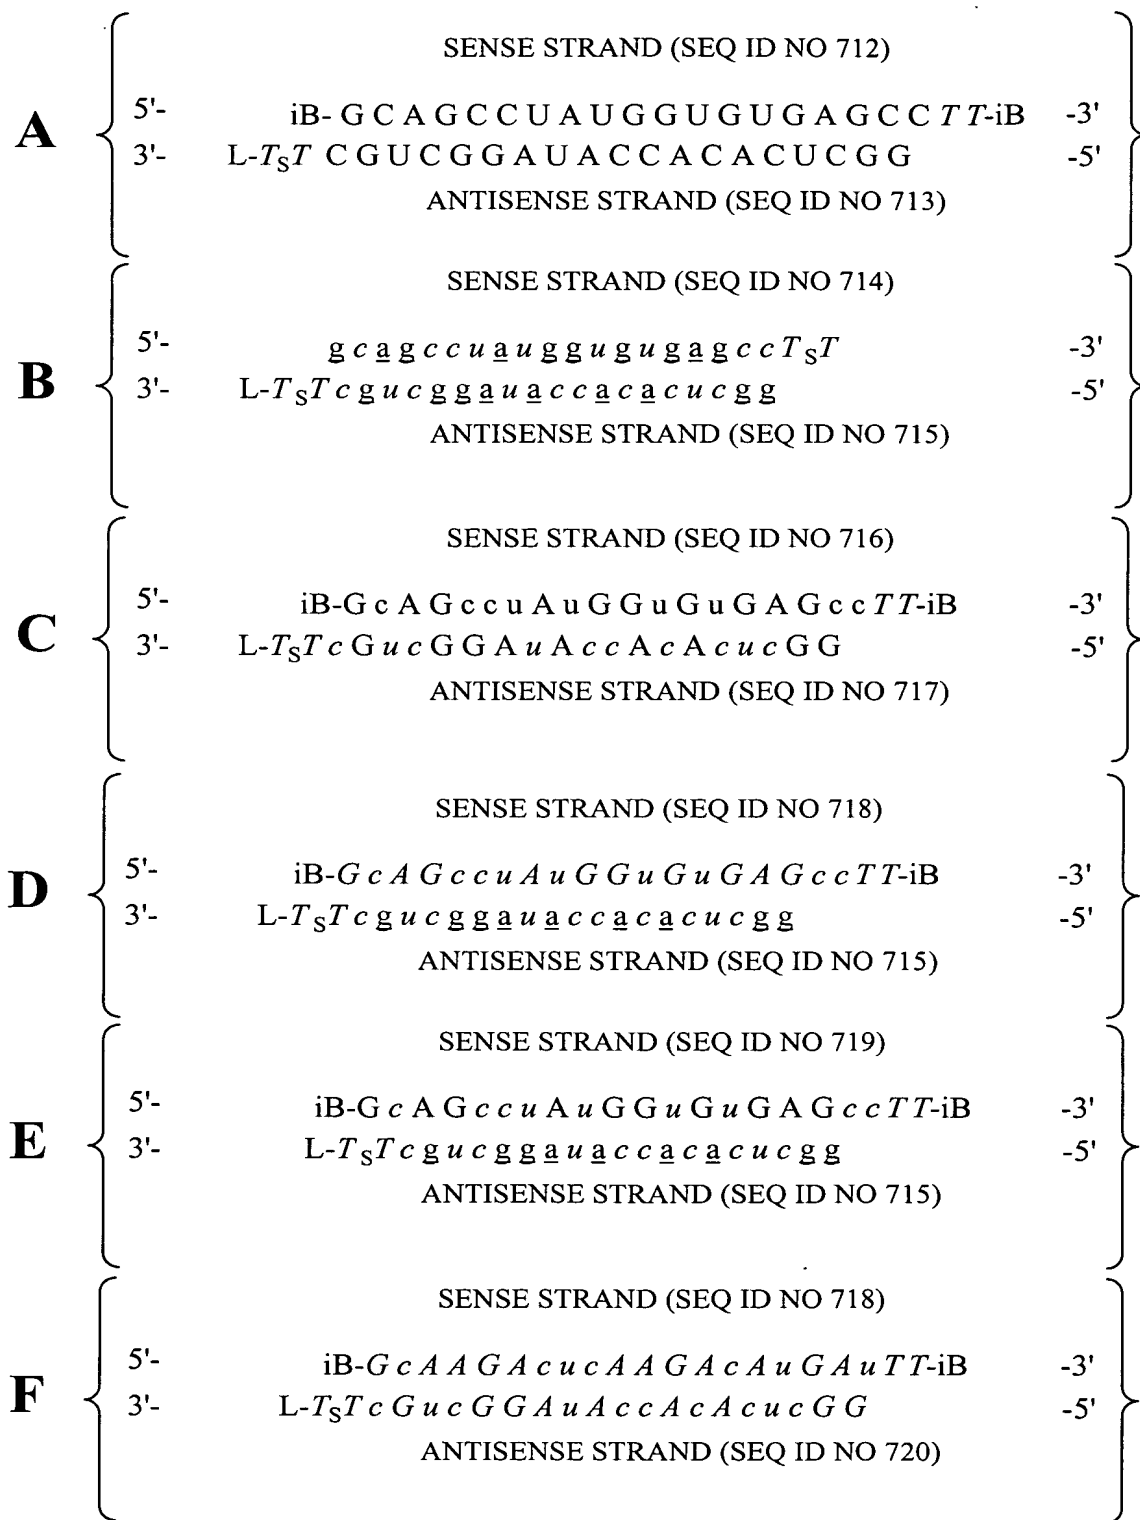 SENSE STRAND (SEQ ID NO 712)
5'- iB- G C A G C C U A U G G U G U G A G C C T T-iB -3'
A
3'- L-TST C G U C G G A U A C C A C A C U C G G -5'
ANTISENSE STRAND (SEQ ID NO 713)
SENSE STRAND (SEQ ID NO 714)
5'- g c a g c c u a u g g u g u g a g c c TST -3'
B
3'- L-TST c g u c g g a u a c c a c a c u c g g -5'
ANTISENSE STRAND (SEQ ID NO 715)
SENSE STRAND (SEQ ID NO 716)
5'- iB-G c A G c c u A u G G u G u G A G c c T T-iB -3'
C
3'- L-TST c G u c G G A u A c c A c A c u c G G -5'
ANTISENSE STRAND (SEQ ID NO 717)
SENSE STRAND (SEQ ID NO 718)
5'- iB-G c A G c c u A u G G u G u G A G c c T T-iB -3'
D
3'- L-TST c g u c g g a u a c c a c a c u c g g -5'
ANTISENSE STRAND (SEQ ID NO 715)
SENSE STRAND (SEQ ID NO 719)
5'- iB-G c A G c c u A u G G u G u G A G c c T T-iB -3'
E
3'- L-TST c g u c g g a u a c c a c a c u c g g -5'
ANTISENSE STRAND (SEQ ID NO 715)
SENSE STRAND (SEQ ID NO 718)
5'- iB-G c A A G A c u c A A G A c A u G A u T T-iB -3'
F
3'- L-TST c G u c G G A u A c c A c A c u c G G -5'
ANTISENSE STRAND (SEQ ID NO 720)